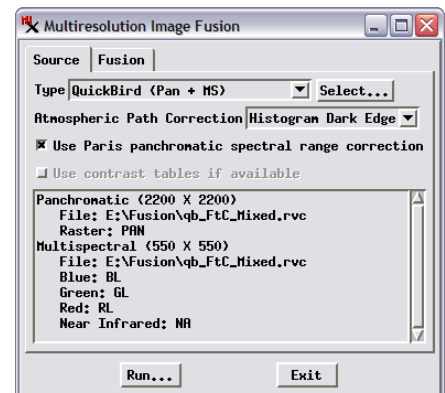 Multiresolution Image Fusion
Source Fusion
Type QuickBird (Pan + MS) Select...
Atmospheric Path Correction Histogram Dark Edge
Use Paris panchromatic spectral range correction
Use contrast tables if available
Panchromatic (2200 X 2200)
File: E:\Fusion\qb_FtC_Mixed.rvc
Raster: PAN
Multispectral (550 X 550)
File: E:\Fusion\qb_FtC_Mixed.rvc
Blue: BL
Green: GL
Red: RL
Near Infrared: NA
Run... Exit